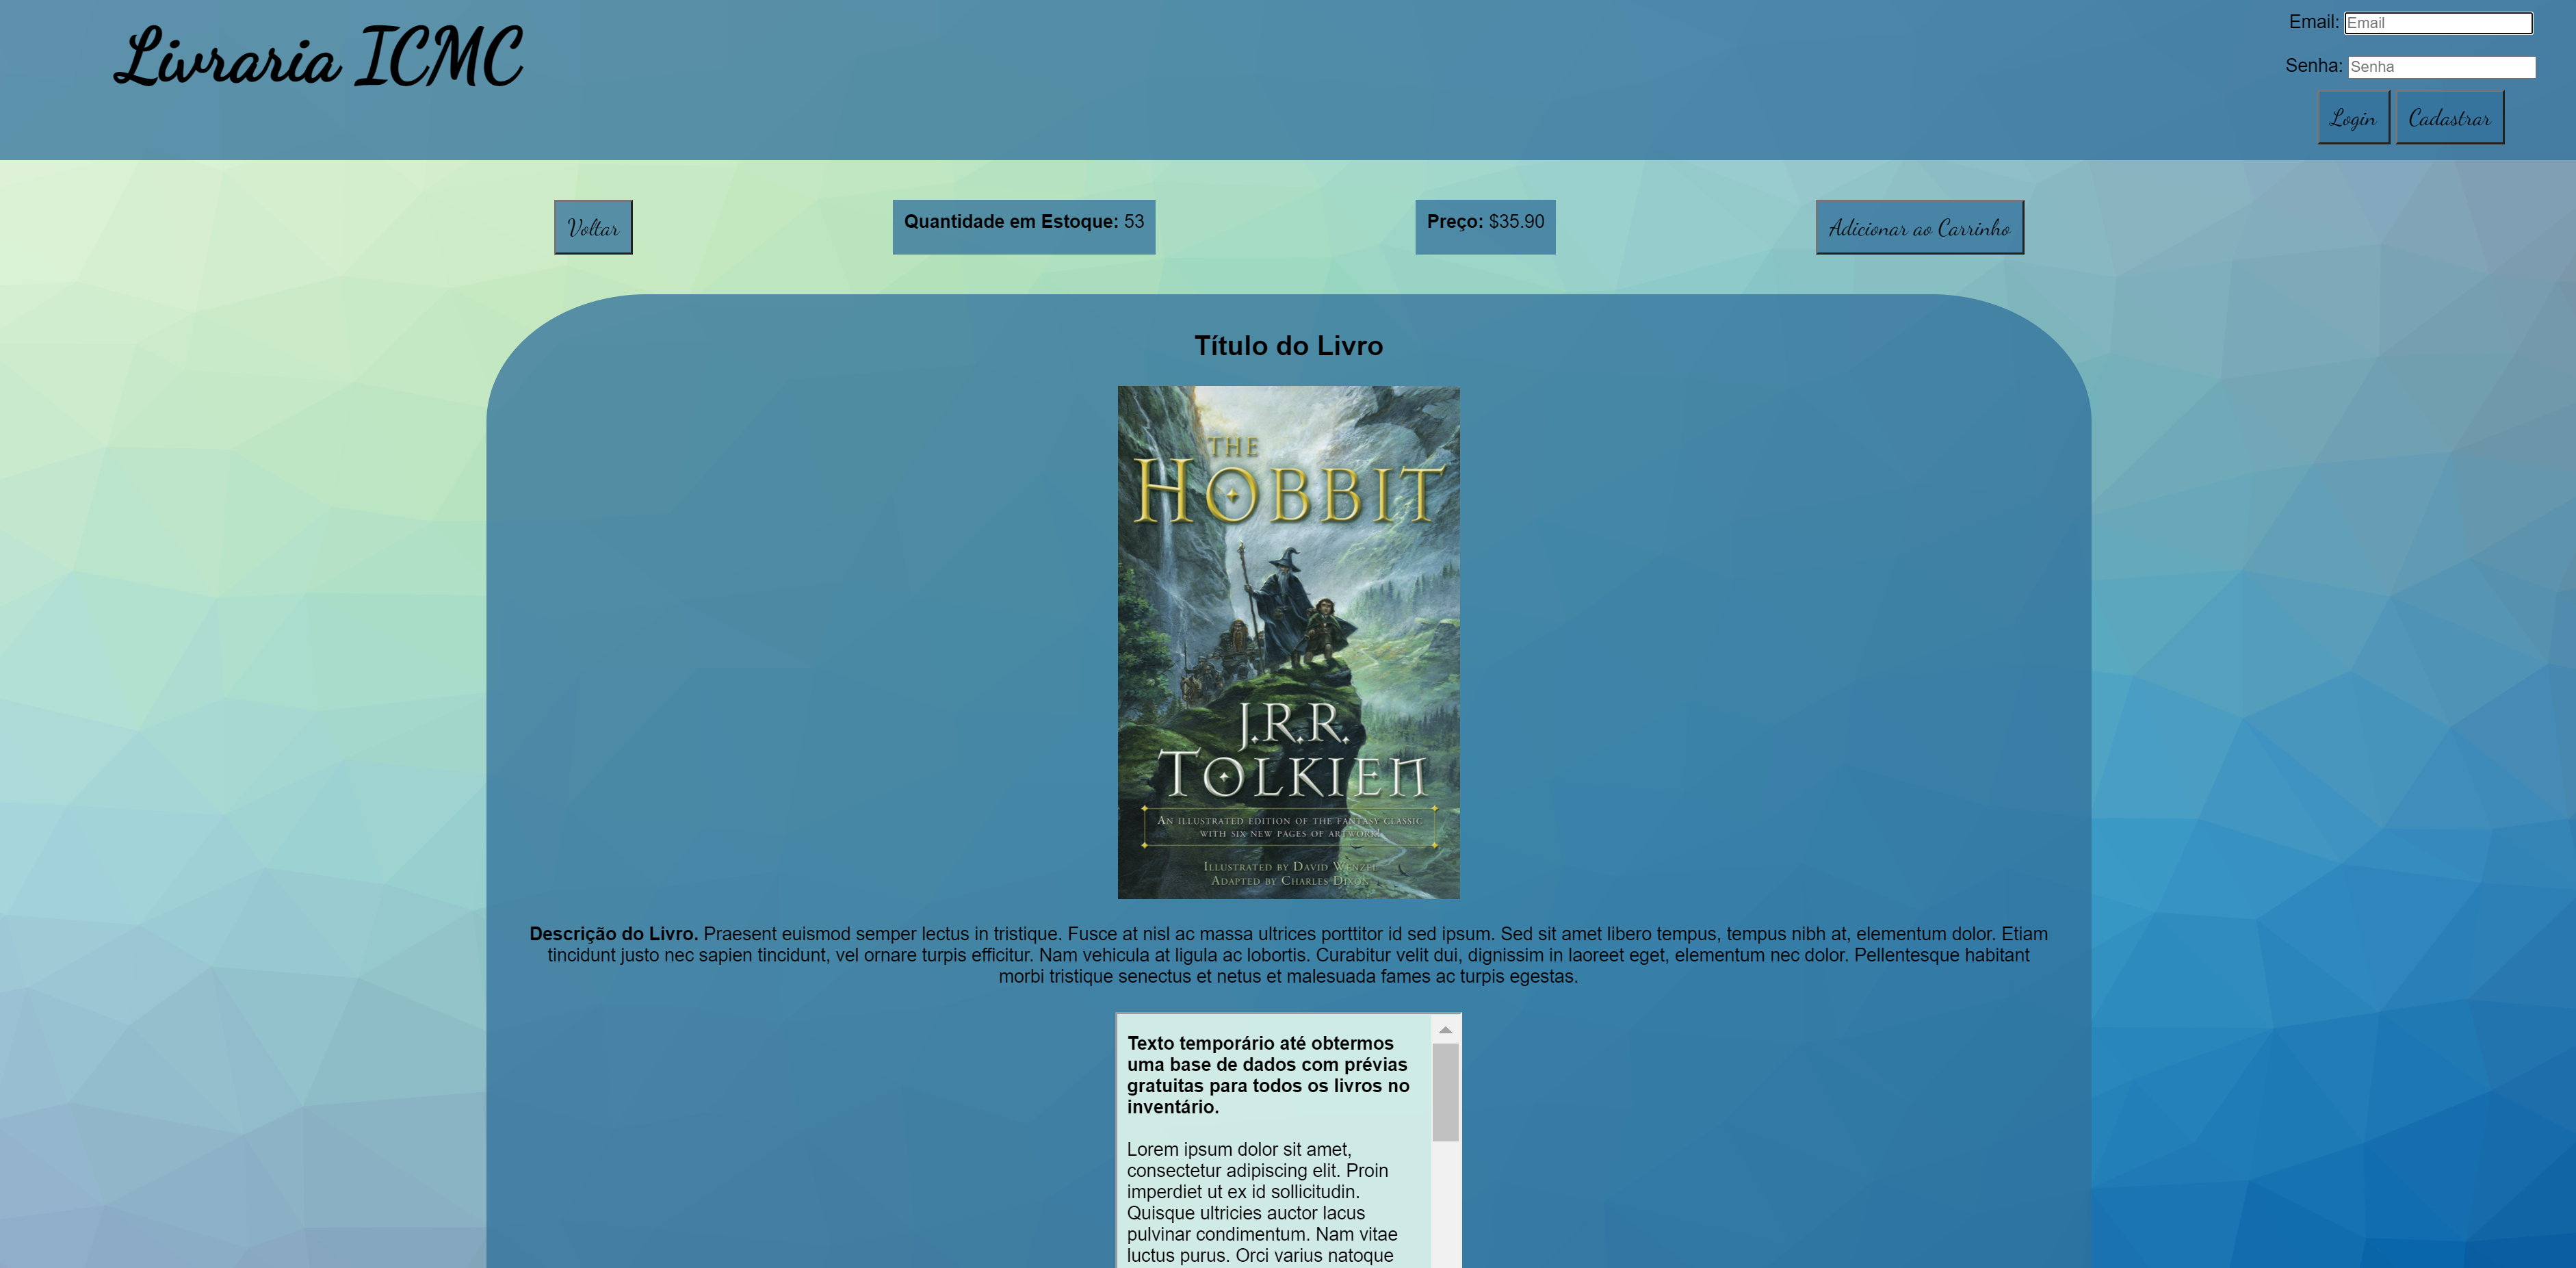 Livraria ICMC
Email: Email
Senha: Senha
Login Cadastrar
Voltar
Quantidade em Estoque: 53
Preço: $35.90
Adicionar ao Carrinho
Título do Livro
THE
HOBBIT
J.R.R.
TOLKIEN
AN ILLUSTRATED EDITION OF THE FANTASY CLASSIC
WITH SIX NEW PAGES OF ARTWORK!
ILLUSTRATED BY DAVID WENZEL
ADAPTED BY CHARLES DIXON
Descrição do Livro. Praesent euismod semper lectus in tristique. Fusce at nisl ac massa ultrices porttitor id sed ipsum. Sed sit amet libero tempus, tempus nibh at, elementum dolor. Etiam
tincidunt justo nec sapien tincidunt, vel ornare turpis efficitur. Nam vehicula at ligula ac lobortis. Curabitur velit dui, dignissim in laoreet eget, elementum nec dolor. Pellentesque habitant
morbi tristique senectus et netus et malesuada fames ac turpis egestas.
Texto temporário até obtermos
uma base de dados com prévias
gratuitas para todos os livros no
inventário.
Lorem ipsum dolor sit amet,
consectetur adipiscing elit. Proin
imperdiet ut ex id sollicitudin.
Quisque ultricies auctor lacus
pulvinar condimentum. Nam vitae
luctus purus. Orci varius natoque